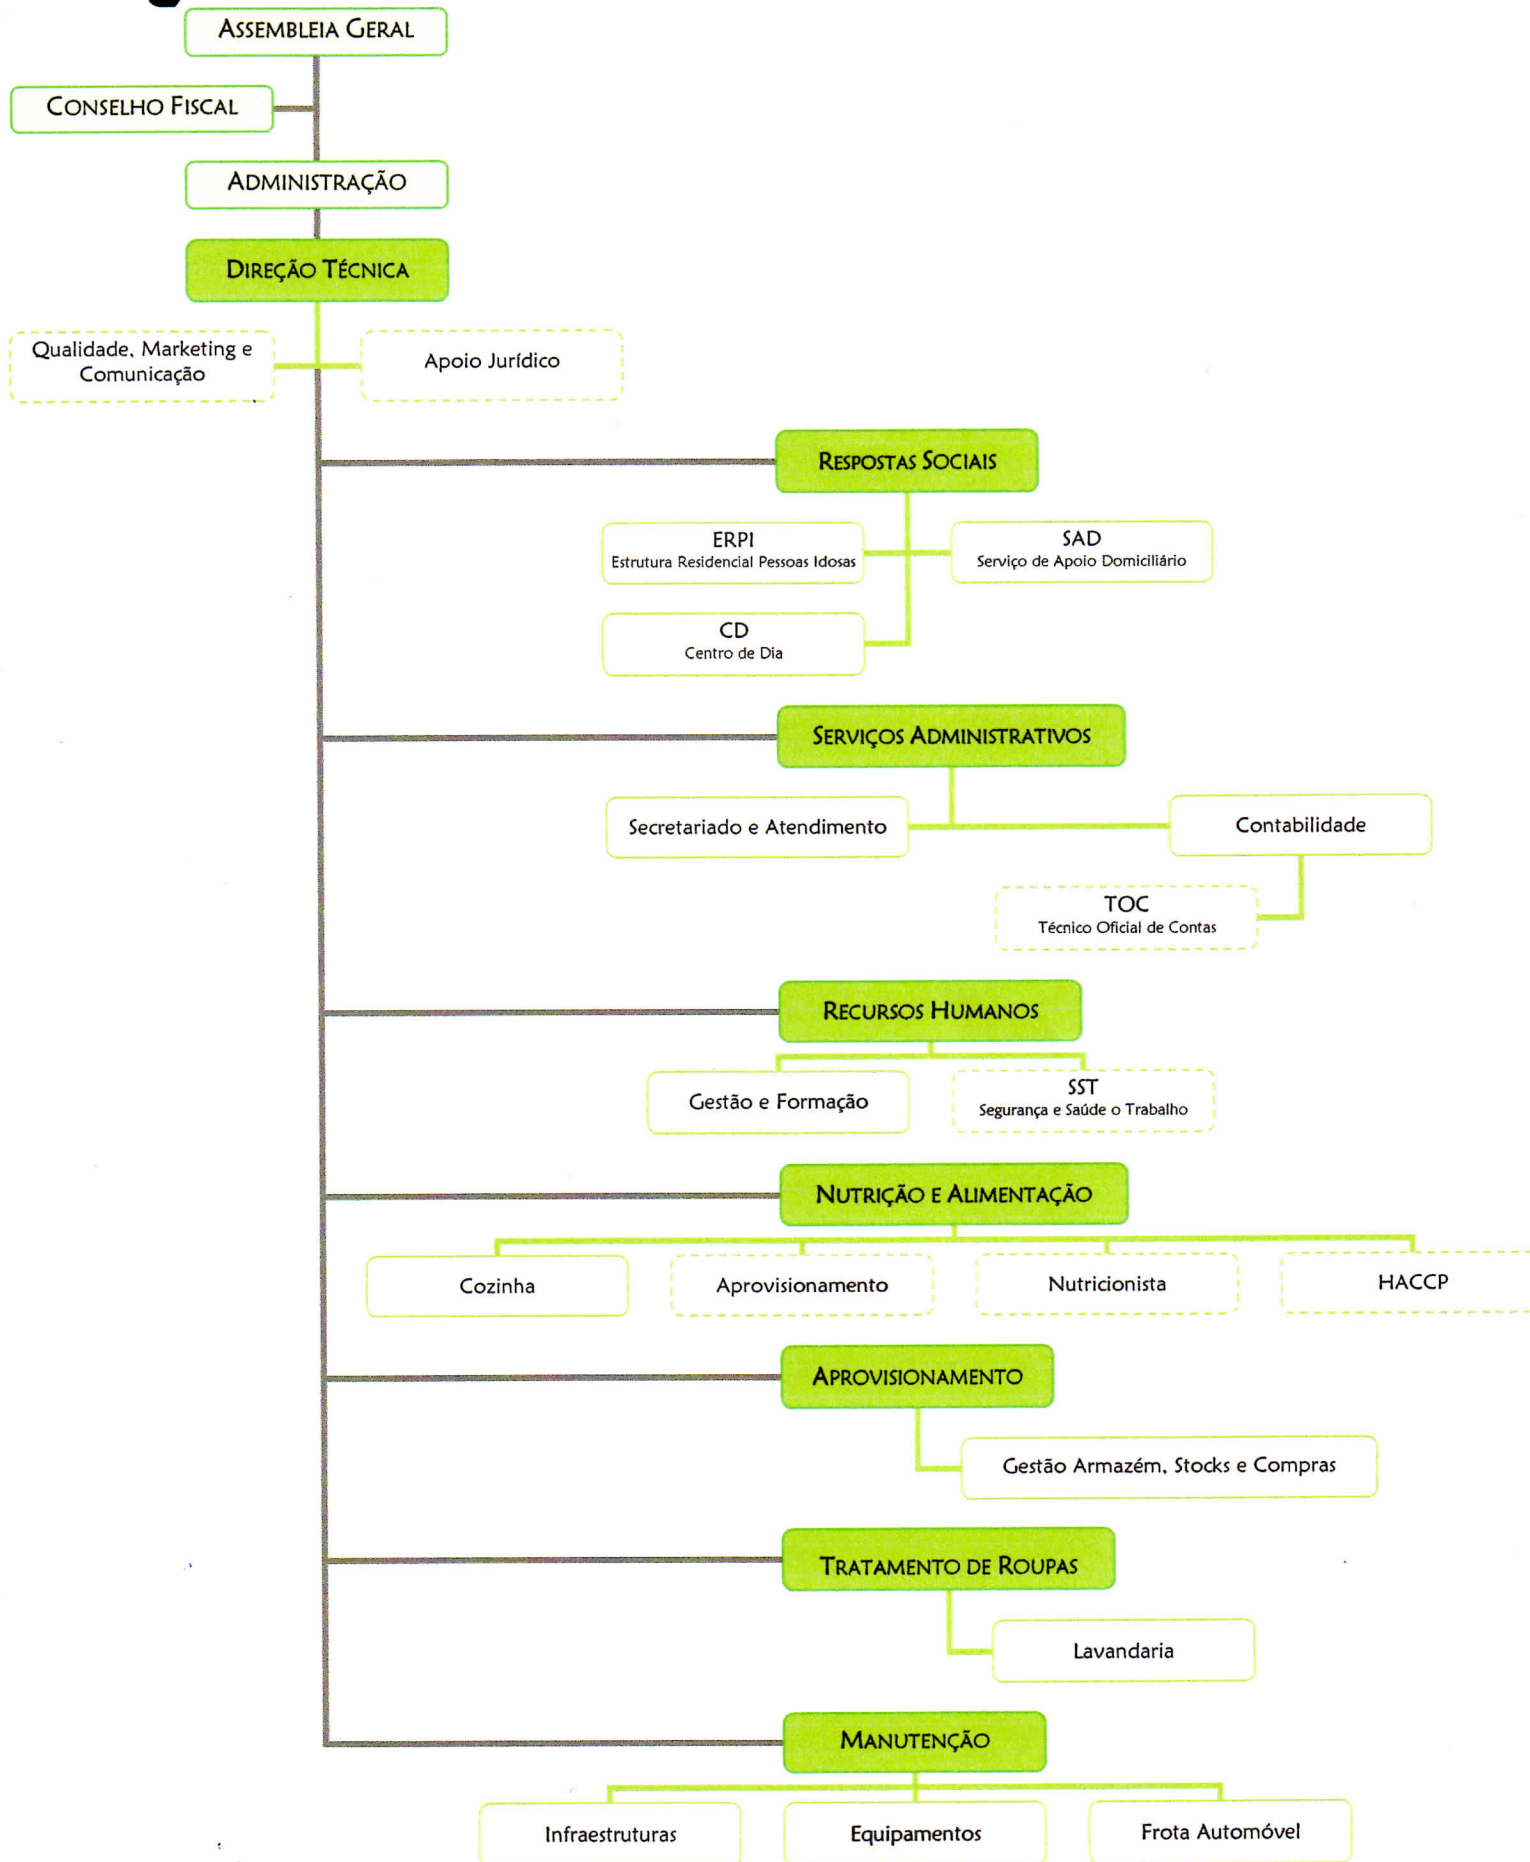 ASSEMBLEIA GERAL
CONSELHO FISCAL
ADMINISTRAÇÃO
DIREÇÃO TÉCNICA
Qualidade, Marketing e
Comunicação
Apoio Jurídico
RESPOSTAS SOCIAIS
ERPI
Estrutura Residencial Pessoas Idosas
SAD
Serviço de Apoio Domiciliário
CD
Centro de Dia
SERVIÇOS ADMINISTRATIVOS
Secretariado e Atendimento
Contabilidade
TOC
Técnico Oficial de Contas
RECURSOS HUMANOS
Gestão e Formação
SST
Segurança e Saúde o Trabalho
NUTRIÇÃO E ALIMENTAÇÃO
Cozinha
Aprovisionamento
Nutricionista
HACCP
APROVISIONAMENTO
Gestão Armazém, Stocks e Compras
TRATAMENTO DE ROUPAS
Lavandaria
MANUTENÇÃO
Infraestruturas
Equipamentos
Frota Automóvel